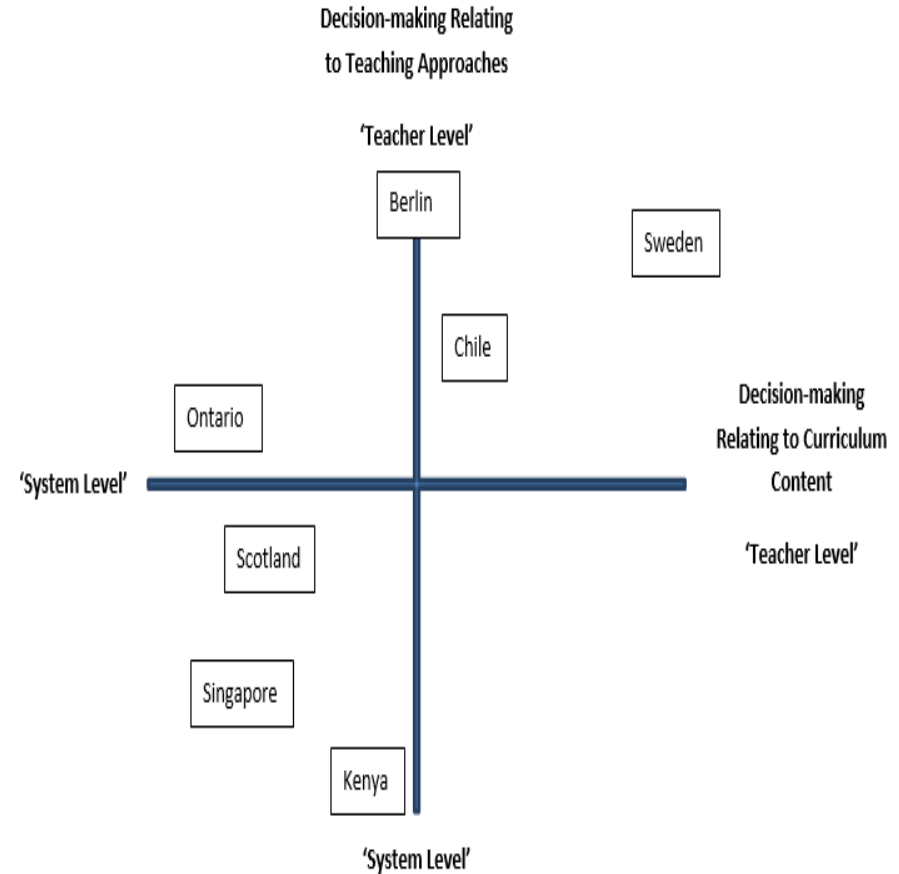 Decision-making Relating
to Teaching Approaches
‘Teacher Level’
Berlin
Sweden
Chile
Ontario
Decision-making
Relating to Curriculum
Content
‘System Level’
‘Teacher Level’
Scotland
Singapore
Kenya
‘System Level’